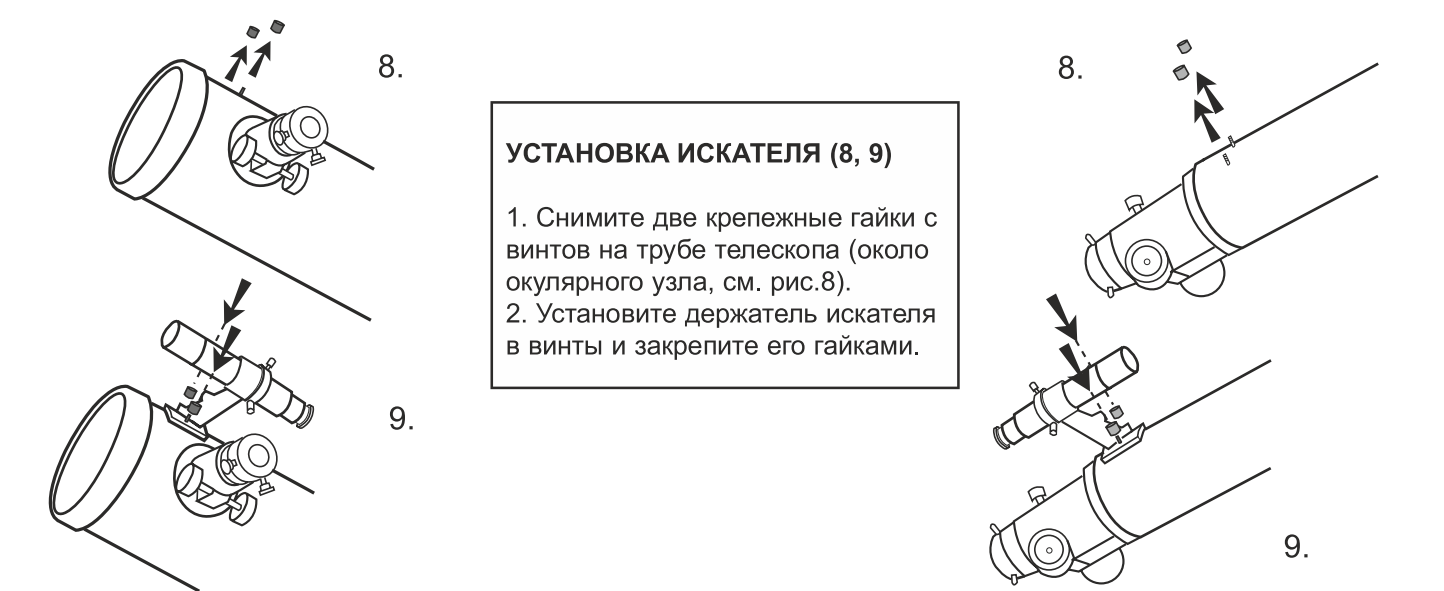 8.
8.
УСТАНОВКА ИСКАТЕЛЯ (8, 9)
1. Снимите две крепежные гайки с
винтов на трубе телескопа (около
окулярного узла, см. рис.8).
2. Установите держатель искателя
в винты и закрепите его гайками.
9.
9.